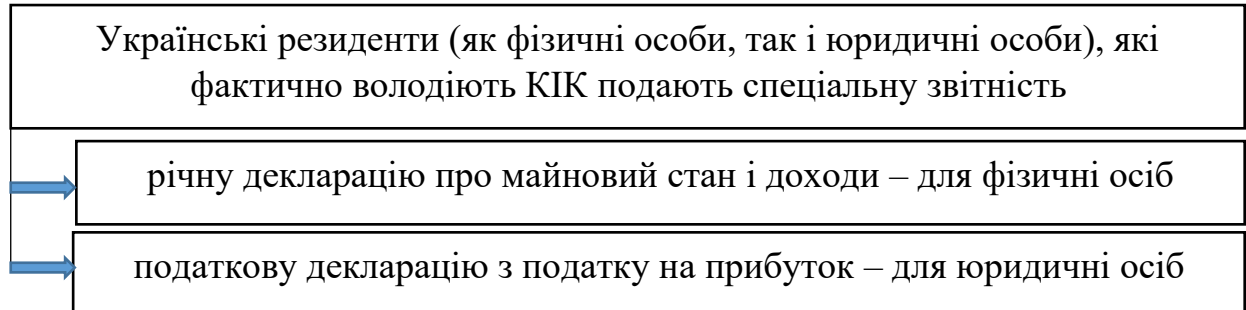 Українські резиденти (як фізичні особи, так і юридичні особи), які
фактично володіють КІК подають спеціальну звітність
річну декларацію про майновий стан і доходи – для фізичні осіб
податкову декларацію з податку на прибуток – для юридичні осіб